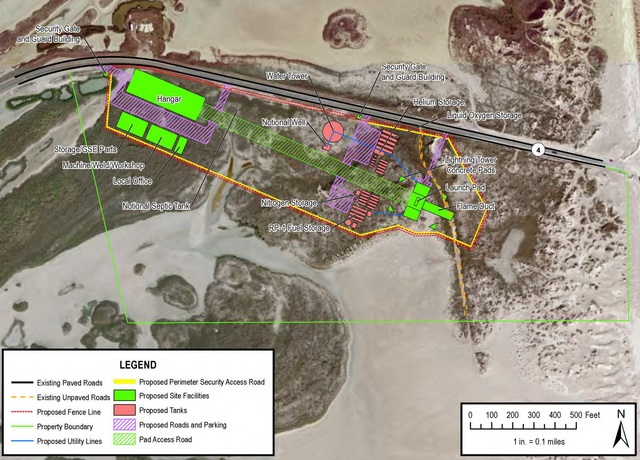 Security Gate
and Guard Building
Water Tower
Security Gate
and Guard Building
Hangar
Helium Storage
Liquid Oxygen Storage
Notional Well
4
Storage/GSE Parts
Machine/Weld/Workshop
Local Office
Notional Septic Tank
Lightning Tower
Concrete Pads
Launch Pad
Nitrogen Storage
Flame Duct
RP-1 Fuel Storage
LEGEND
Existing Paved Roads
Existing Unpaved Roads
Proposed Fence Line
Property Boundary
Proposed Utility Lines
Proposed Perimeter Security Access Road
Proposed Site Facilities
Proposed Tanks
Proposed Roads and Parking
Pad Access Road
0 100 200 300 400 500 Feet
1 in. = 0.1 miles
N